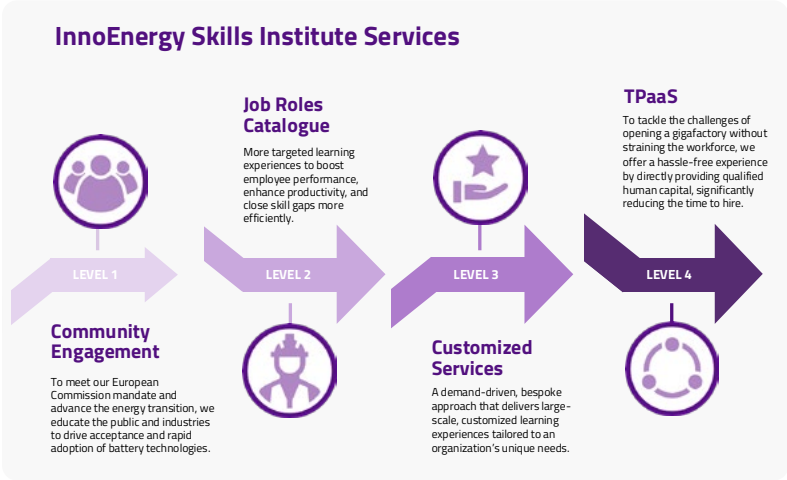 InnoEnergy Skills Institute Services
LEVEL 1
Community
Engagement
To meet our European
Commission mandate and
advance the energy transition, we
educate the public and industries
to drive acceptance and rapid
adoption of battery technologies.
Job Roles
Catalogue
More targeted learning
experiences to boost
employee performance,
enhance productivity, and
close skill gaps more
efficiently.
LEVEL 2
LEVEL 3
Customized
Services
A demand-driven, bespoke
approach that delivers large-
scale, customized learning
experiences tailored to an
organization's unique needs.
TPaaS
To tackle the challenges of
opening a gigafactory without
straining the workforce, we
offer a hassle-free experience
by directly providing qualified
human capital, significantly
reducing the time to hire.
LEVEL 4